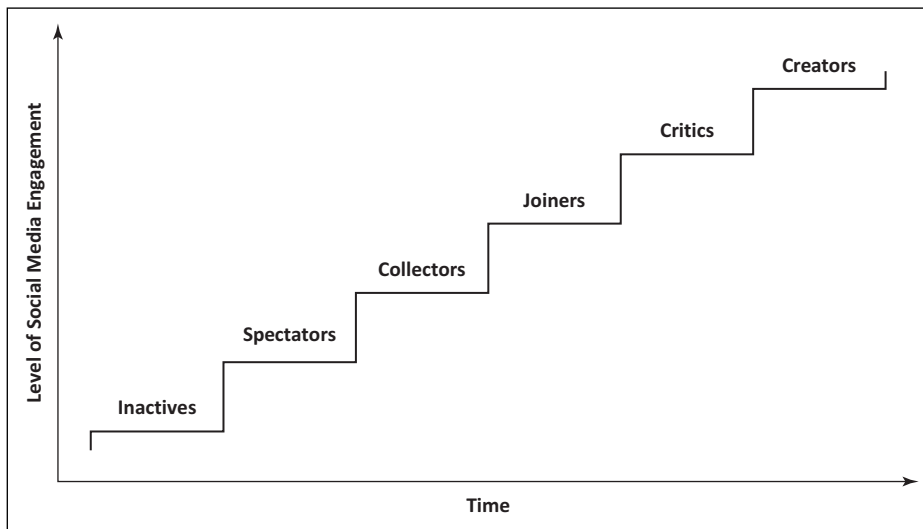 Creators
Critics
Joiners
Collectors
Spectators
Inactives
Level of Social Media Engagement
Time